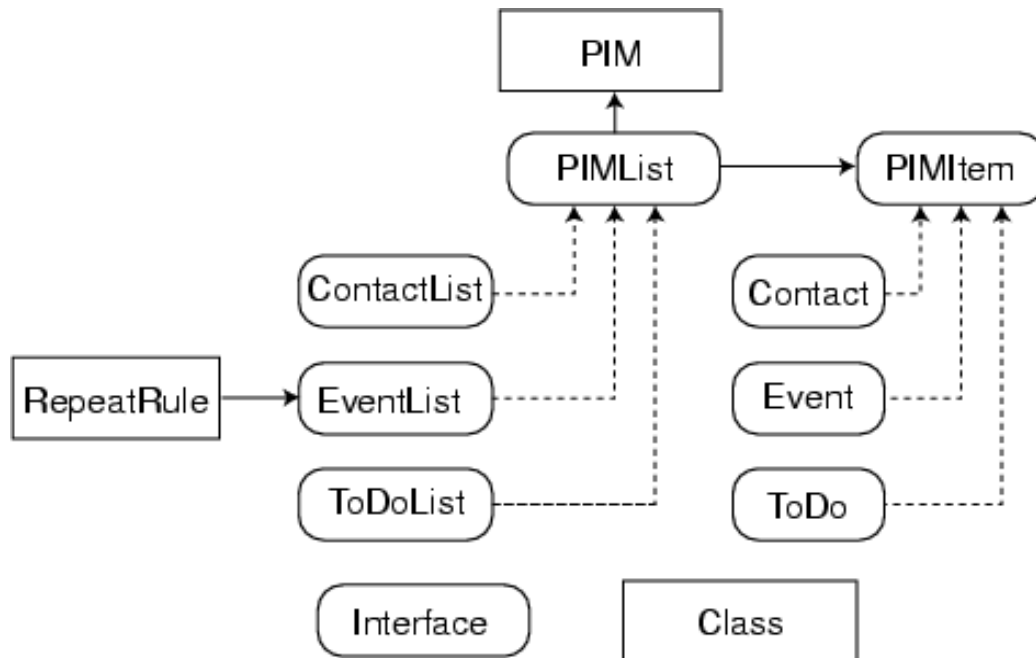 PIM
PIMList
PIMItem
ContactList
Contact
RepeatRule
EventList
Event
ToDoList
ToDo
Interface
Class